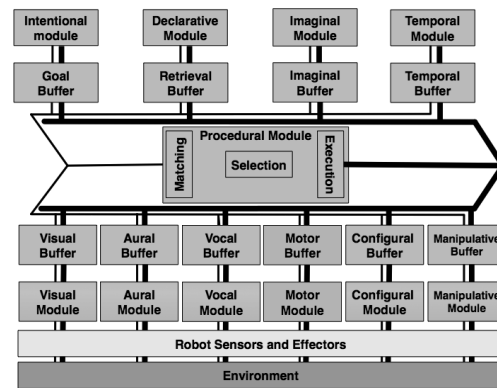 Intentional module
Declarative Module
Imaginal Module
Temporal Module
Goal Buffer
Retrieval Buffer
Imaginal Buffer
Temporal Buffer
Procedural Module
Matching
Selection
Execution
Visual Buffer
Aural Buffer
Vocal Buffer
Motor Buffer
Configural Buffer
Manipulative Buffer
Visual Module
Aural Module
Vocal Module
Motor Module
Configural Module
Manipulative Module
Robot Sensors and Effectors
Environment